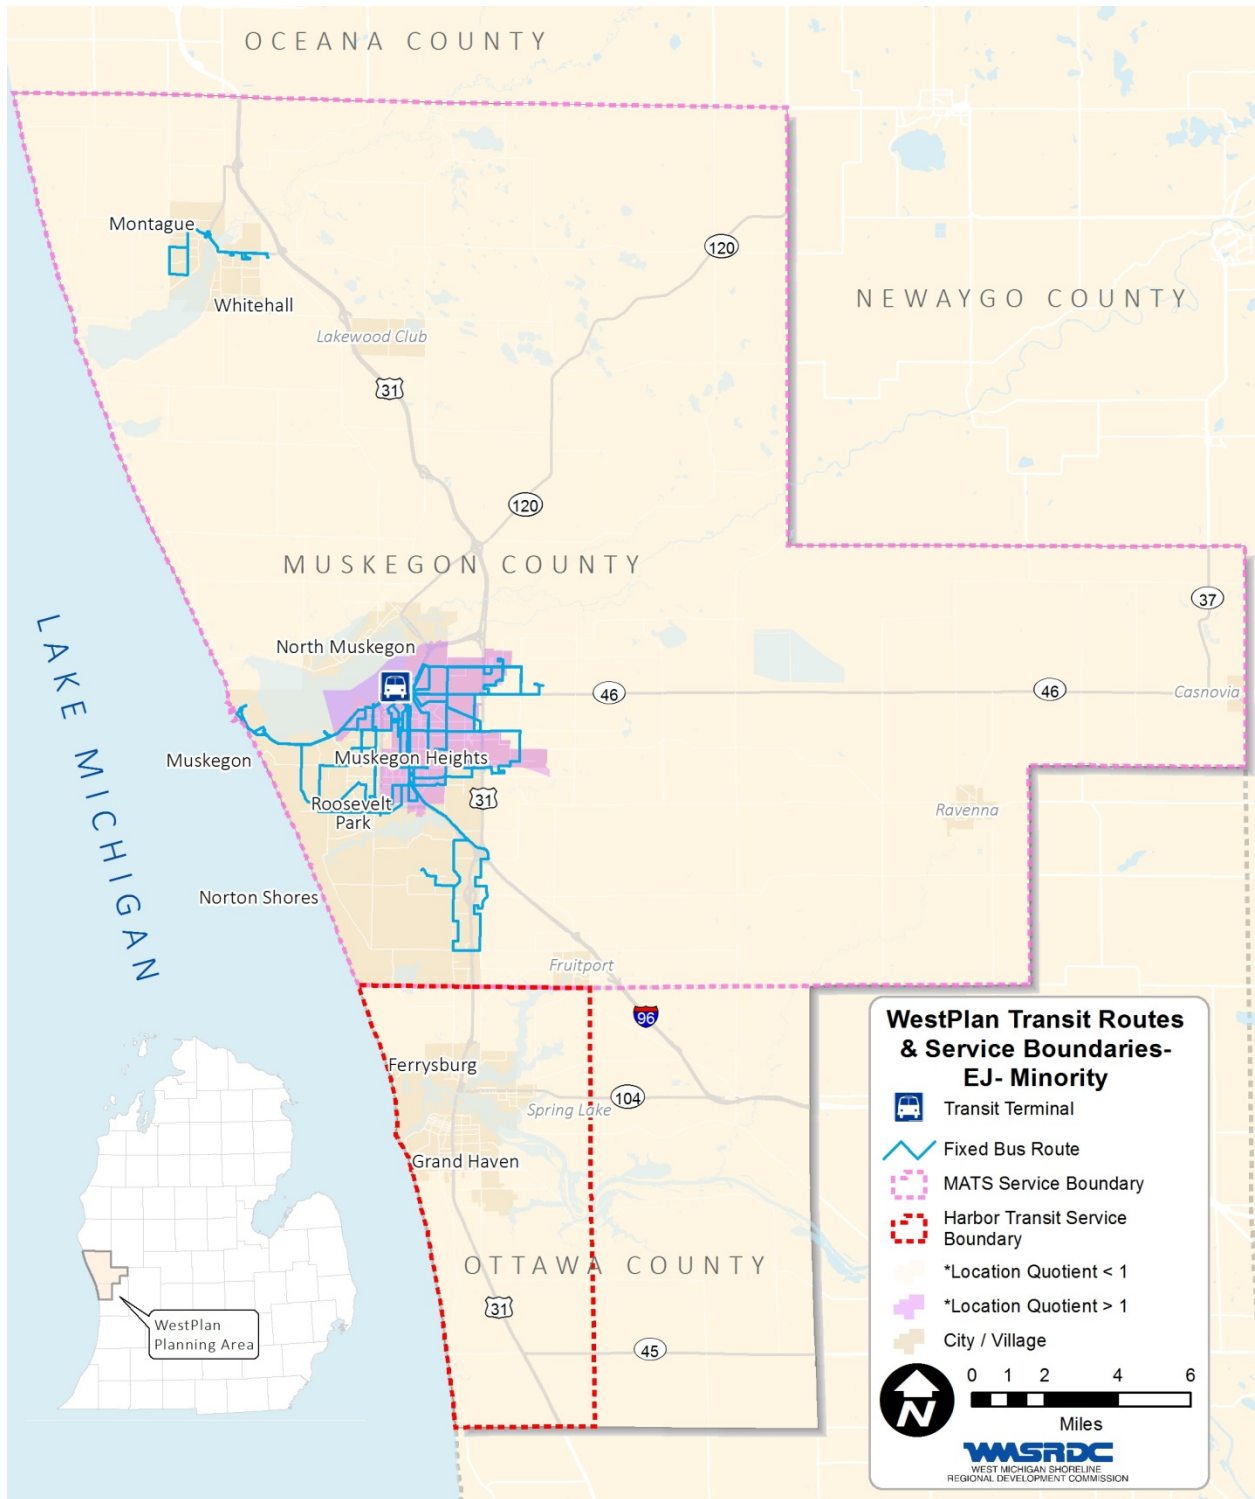 OCEANA COUNTY
Montague
120
NEWAYGO COUNTY
Whitehall
Lakewood Club
31
120
MUSKEGON COUNTY
37
LAKE MICHIGAN
North Muskegon
46
46
Casnovia
Muskegon
Muskegon Heights
31
Roosevelt
Park
Ravenna
Norton Shores
Fruitport
96
Ferrysburg
104
Spring Lake
Grand Haven
OTTAWA COUNTY
31
45
WestPlan
Planning Area
WestPlan Transit Routes
& Service Boundaries-
EJ- Minority
Transit Terminal
Fixed Bus Route
MATS Service Boundary
Harbor Transit Service
Boundary
*Location Quotient < 1
*Location Quotient > 1
City / Village
N
0 1 2 4 6
Miles
WMSRDC
WEST MICHIGAN SHORELINE
REGIONAL DEVELOPMENT COMMISSION